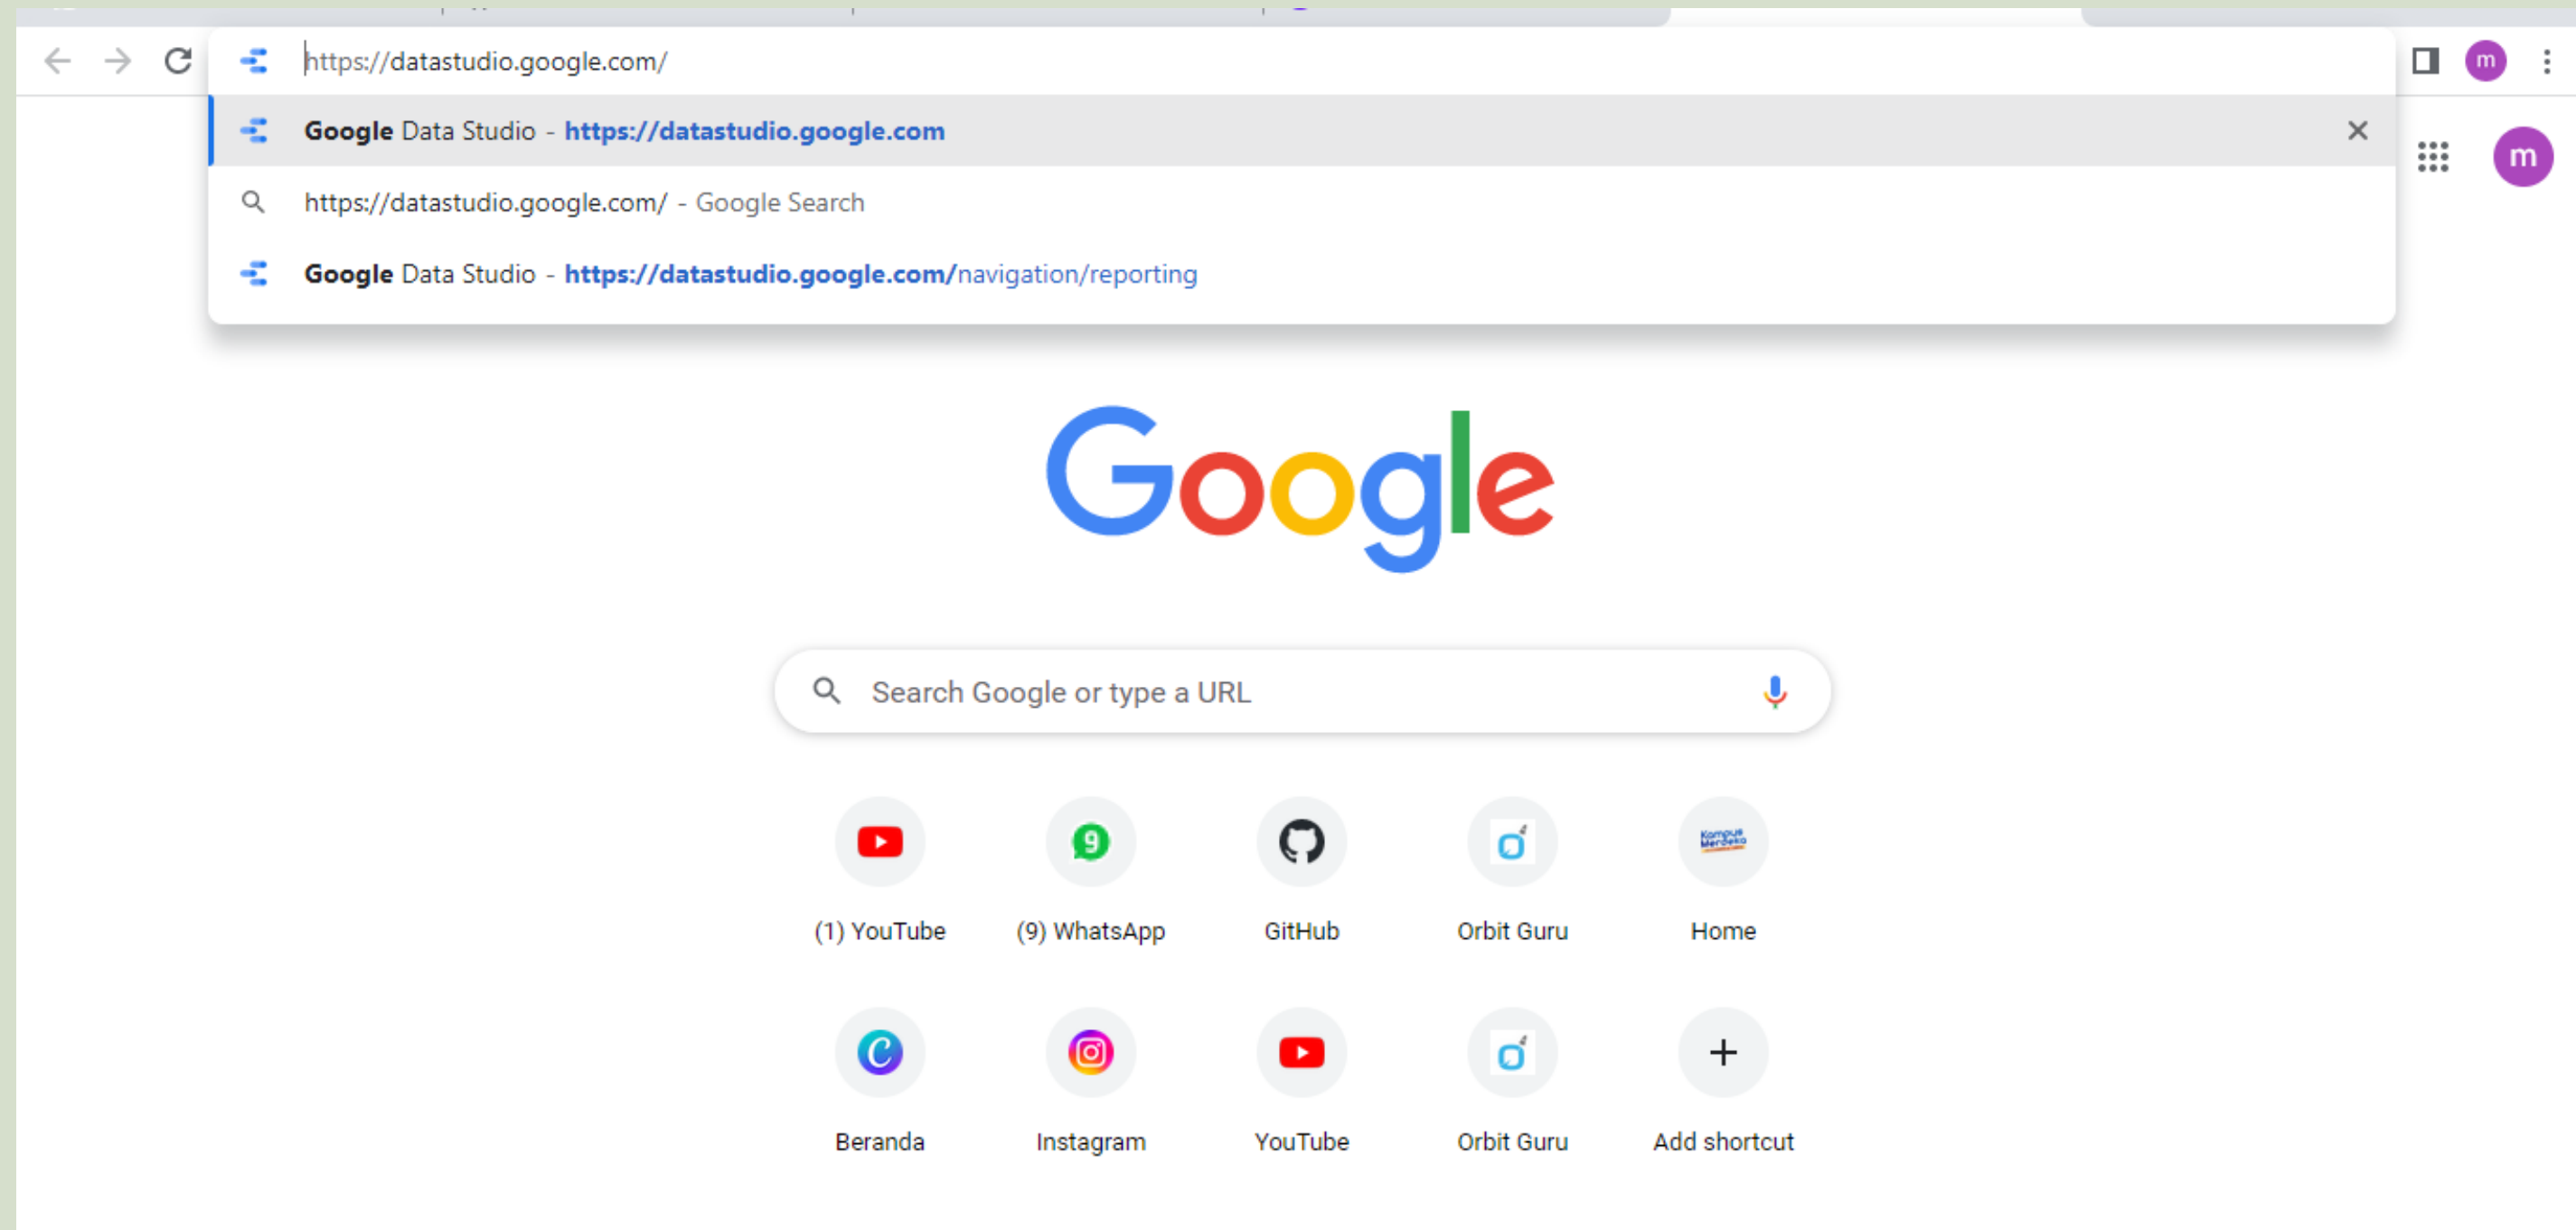 https://datastudio.google.com/
m
Google Data Studio - https://datastudio.google.com
m
https://datastudio.google.com/ - Google Search
Google Data Studio - https://datastudio.google.com/navigation/reporting
Google
Search Google or type a URL
9
Kampus
Merdeka
(1) YouTube
(9) WhatsApp
GitHub
Orbit Guru
Home
C
Beranda
Instagram
YouTube
Orbit Guru
Add shortcut